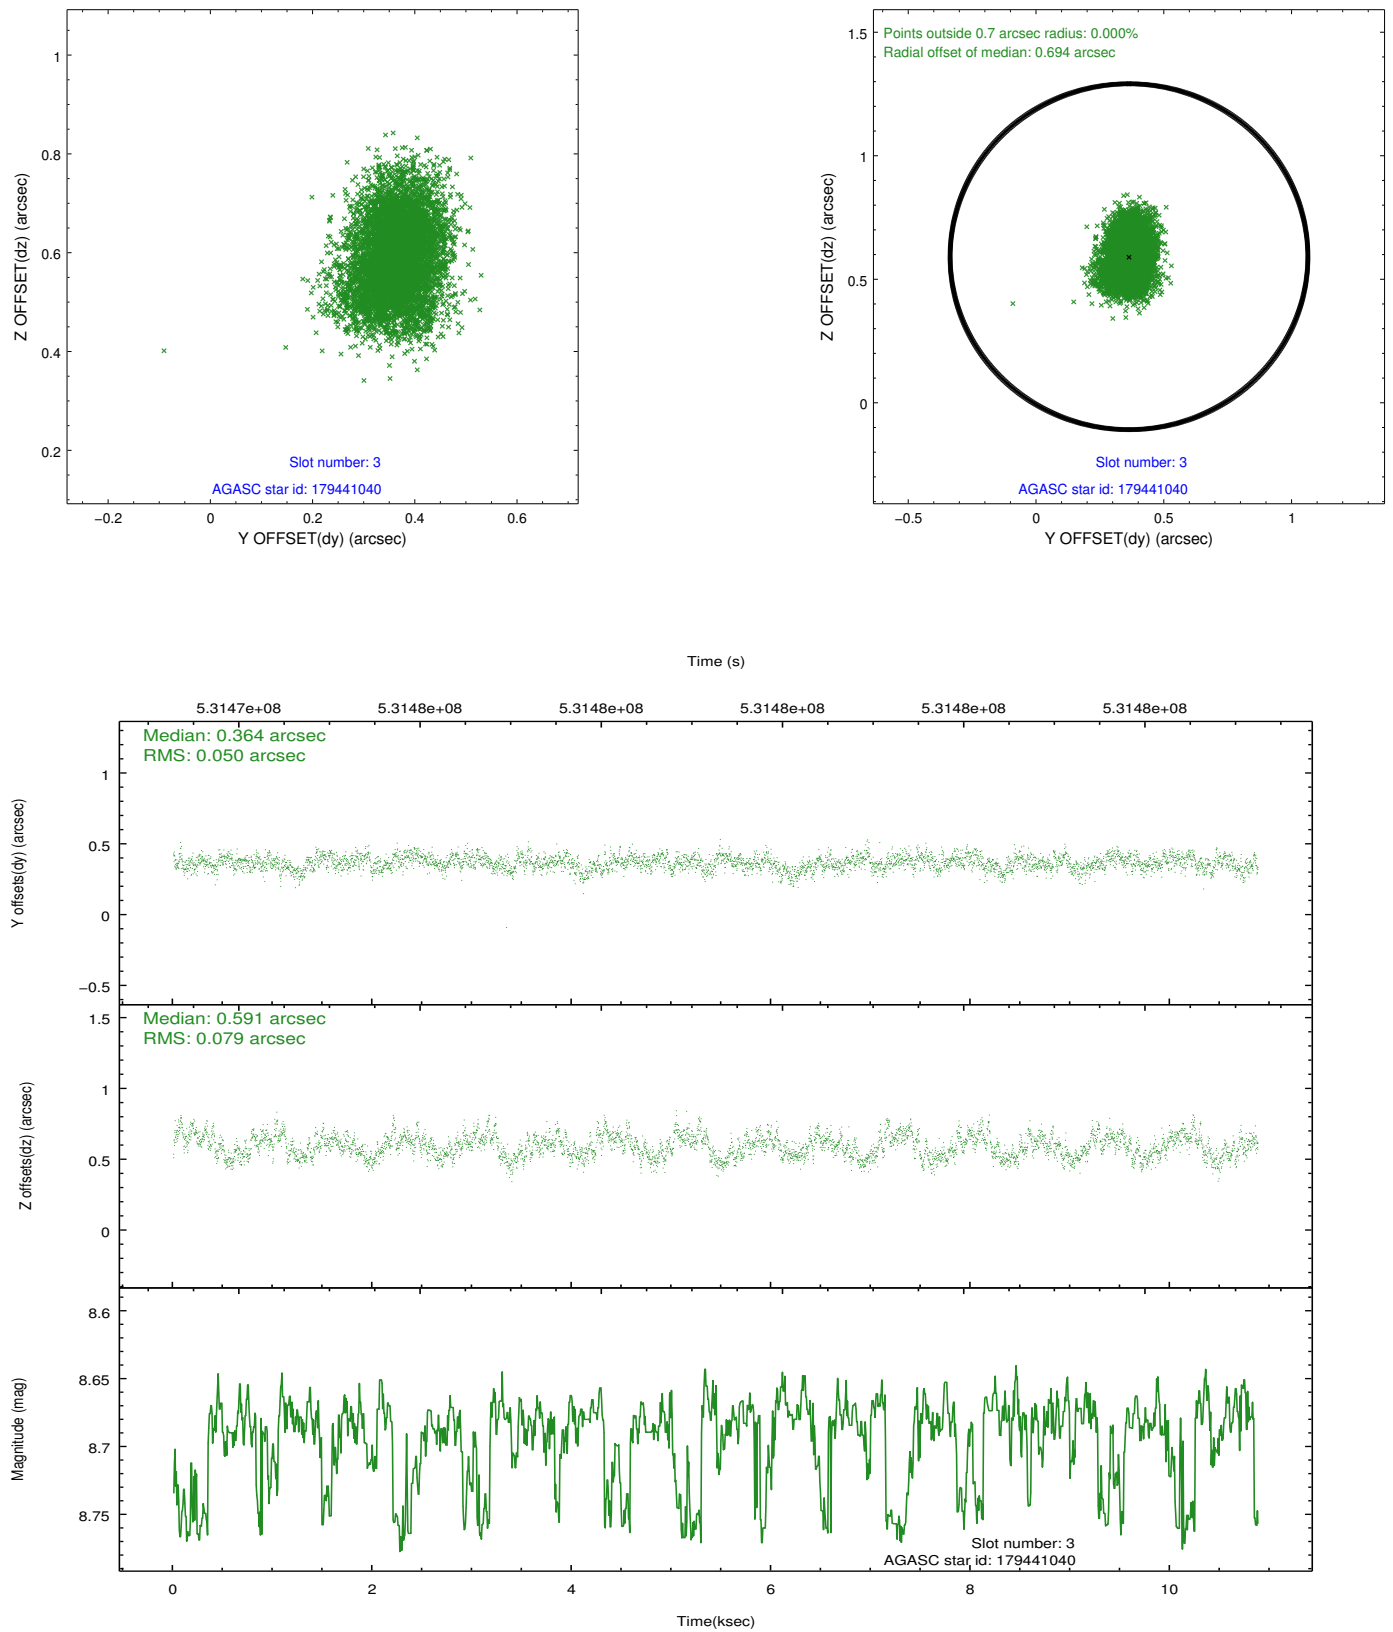 1
0.8
0.6
0.4
0.2
Z OFFSET(dz) (arcsec)
Slot number: 3
AGASC star id: 179441040
−0.2 0 0.2 0.4 0.6
Y OFFSET(dy) (arcsec)
Points outside 0.7 arcsec radius: 0.000%
Radial offset of median: 0.694 arcsec
1.5
1
0.5
0
Z OFFSET(dz) (arcsec)
Slot number: 3
AGASC star id: 179441040
−0.5 0 0.5 1
Y OFFSET(dy) (arcsec)
Time (s)
5.3147e+08 5.3148e+08 5.3148e+08 5.3148e+08 5.3148e+08 5.3148e+08
Median: 0.364 arcsec
RMS: 0.050 arcsec
1
0.5
0
−0.5
Y offsets(dy) (arcsec)
Median: 0.591 arcsec
RMS: 0.079 arcsec
1.5
1
0.5
0
Z offsets(dz) (arcsec)
8.6
8.65
8.7
8.75
Magnitude (mag)
Slot number: 3
AGASC star id: 179441040
0 2 4 6 8 10
Time(ksec)